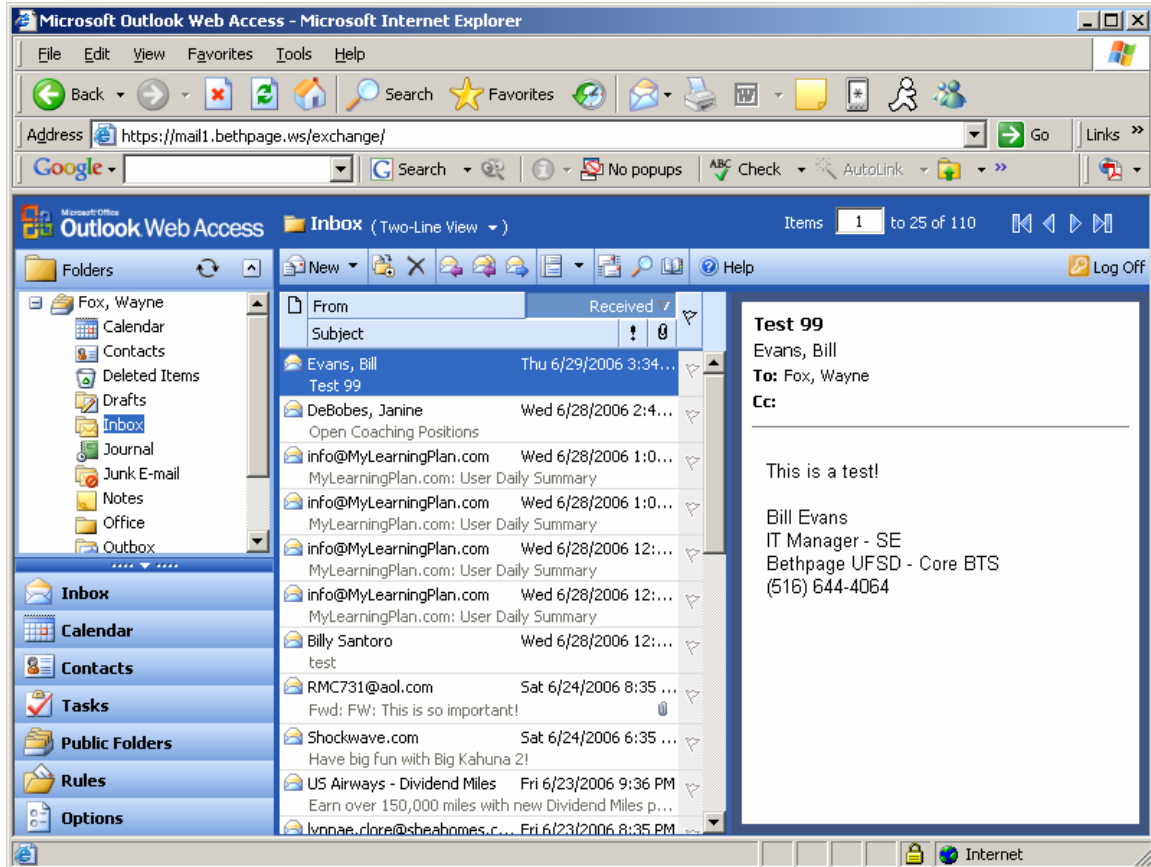 Microsoft Outlook Web Access - Microsoft Internet Explorer
File Edit View Favorites Tools Help
Back Search Favorites
Address https://mail1.bethpage.ws/exchange/ Go Links »
Google Search No popups ABC Check AutoLink »
Microsoft Office
Outlook Web Access Inbox (Two-Line View) Items 1 to 25 of 110
Folders New Help Log Off
Fox, Wayne
Calendar
Contacts
Deleted Items
Drafts
Inbox
Journal
Junk E-mail
Notes
Office
Outbox
Inbox
Calendar
Contacts
Tasks
Public Folders
Rules
Options
From Received
Subject
Evans, Bill Thu 6/29/2006 3:34...
Test 99
DeBobes, Janine Wed 6/28/2006 2:4...
Open Coaching Positions
info@MyLearningPlan.com Wed 6/28/2006 1:0...
MyLearningPlan.com: User Daily Summary
info@MyLearningPlan.com Wed 6/28/2006 1:0...
MyLearningPlan.com: User Daily Summary
info@MyLearningPlan.com Wed 6/28/2006 12:...
MyLearningPlan.com: User Daily Summary
info@MyLearningPlan.com Wed 6/28/2006 12:...
MyLearningPlan.com: User Daily Summary
Billy Santoro Wed 6/28/2006 12:...
test
RMC731@aol.com Sat 6/24/2006 8:35 ...
Fwd: FW: This is so important!
Shockwave.com Sat 6/24/2006 6:35 ...
Have big fun with Big Kahuna 2!
US Airways - Dividend Miles Fri 6/23/2006 9:36 PM
Earn over 150,000 miles with new Dividend Miles p...
lynnae.clore@sheahomes.c... Fri 6/23/2006 8:35 PM
Test 99
Evans, Bill
To: Fox, Wayne
Cc:
This is a test!
Bill Evans
IT Manager - SE
Bethpage UFSD - Core BTS
(516) 644-4064
Internet